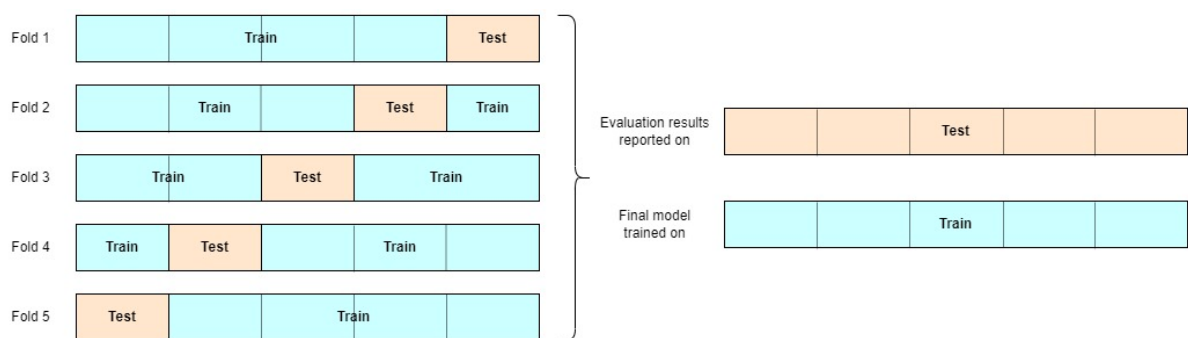 Fold 1
Train
Test
Fold 2
Train
Test
Train
Fold 3
Train
Test
Train
Fold 4
Train
Test
Train
Fold 5
Test
Train
Evaluation results
reported on
Test
Final model
trained on
Train